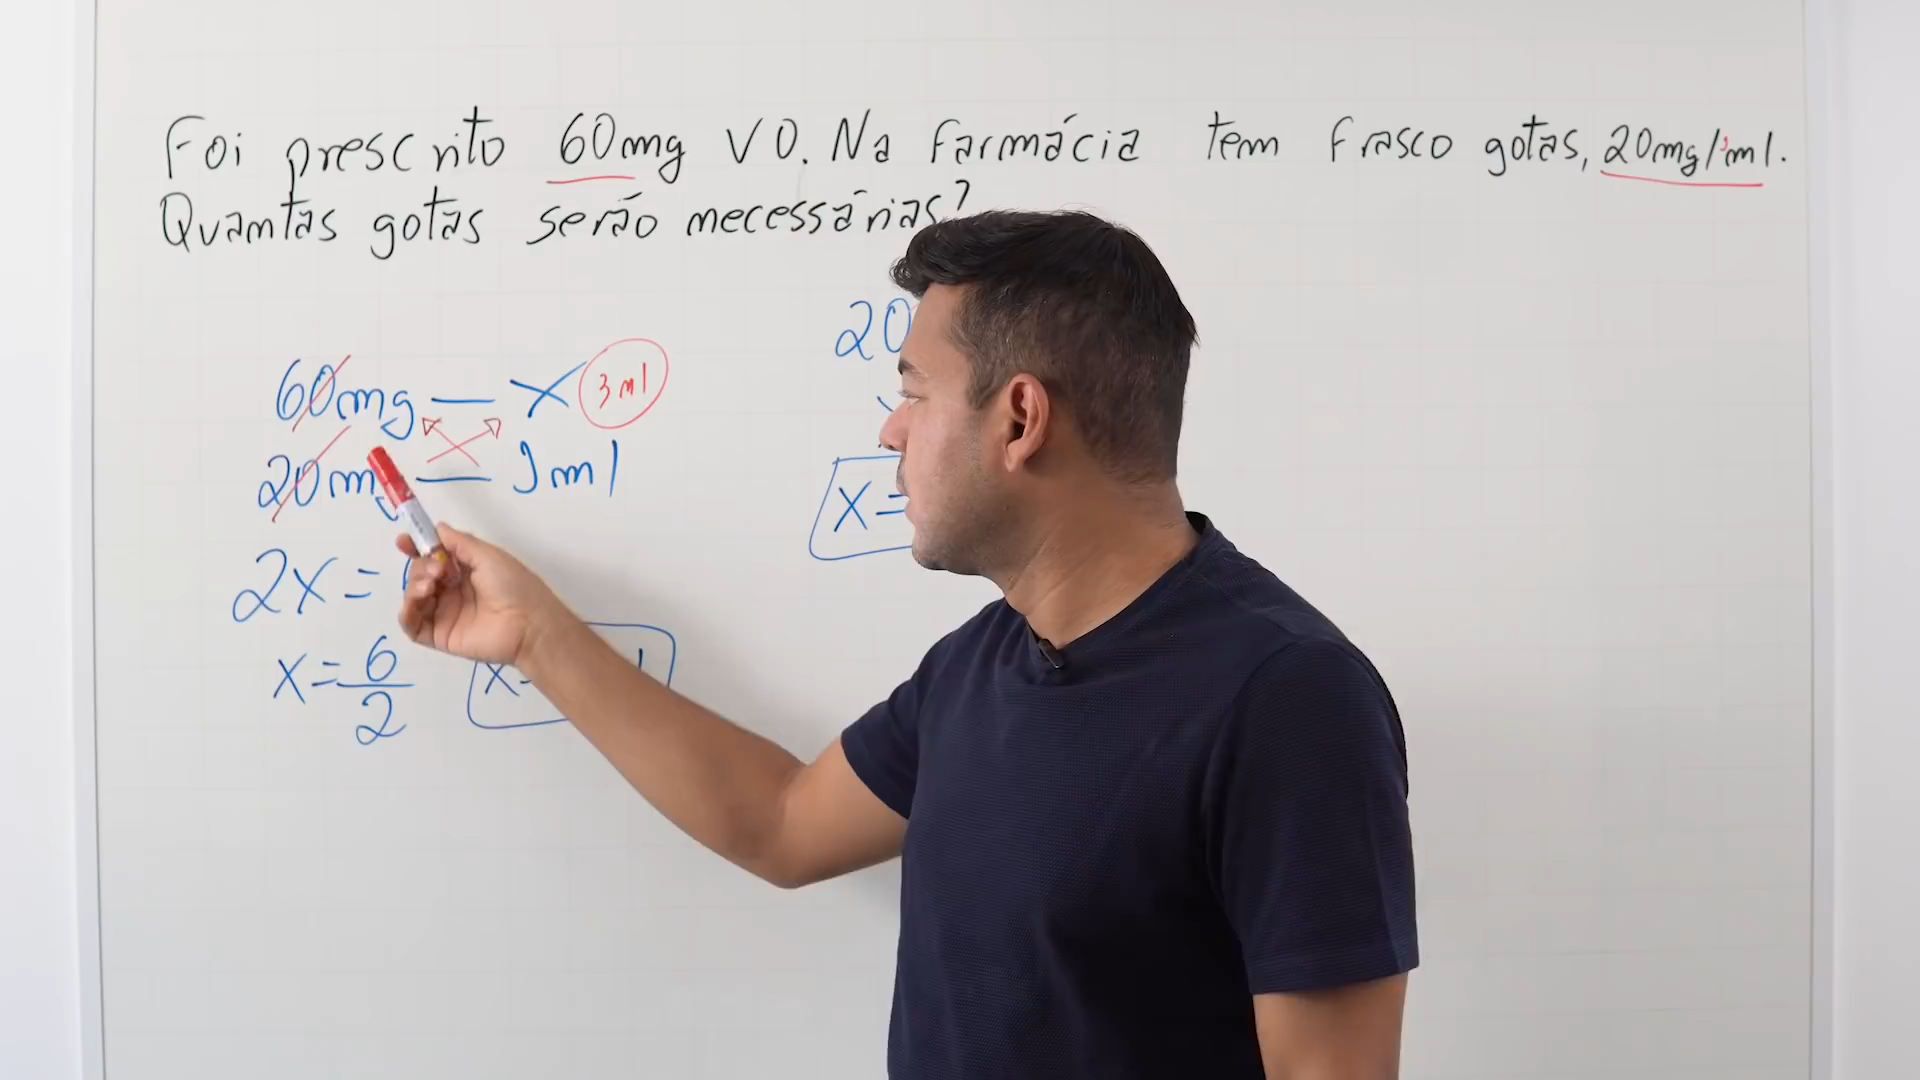 Foi prescrito 60mg VO. Na farmácia tem frasco gotas, 20mg/ml.
Quantas gotas serão necessárias?
60mg — X 3ml
20mg — 1ml
2x =
x = 6
2
x
20
x =